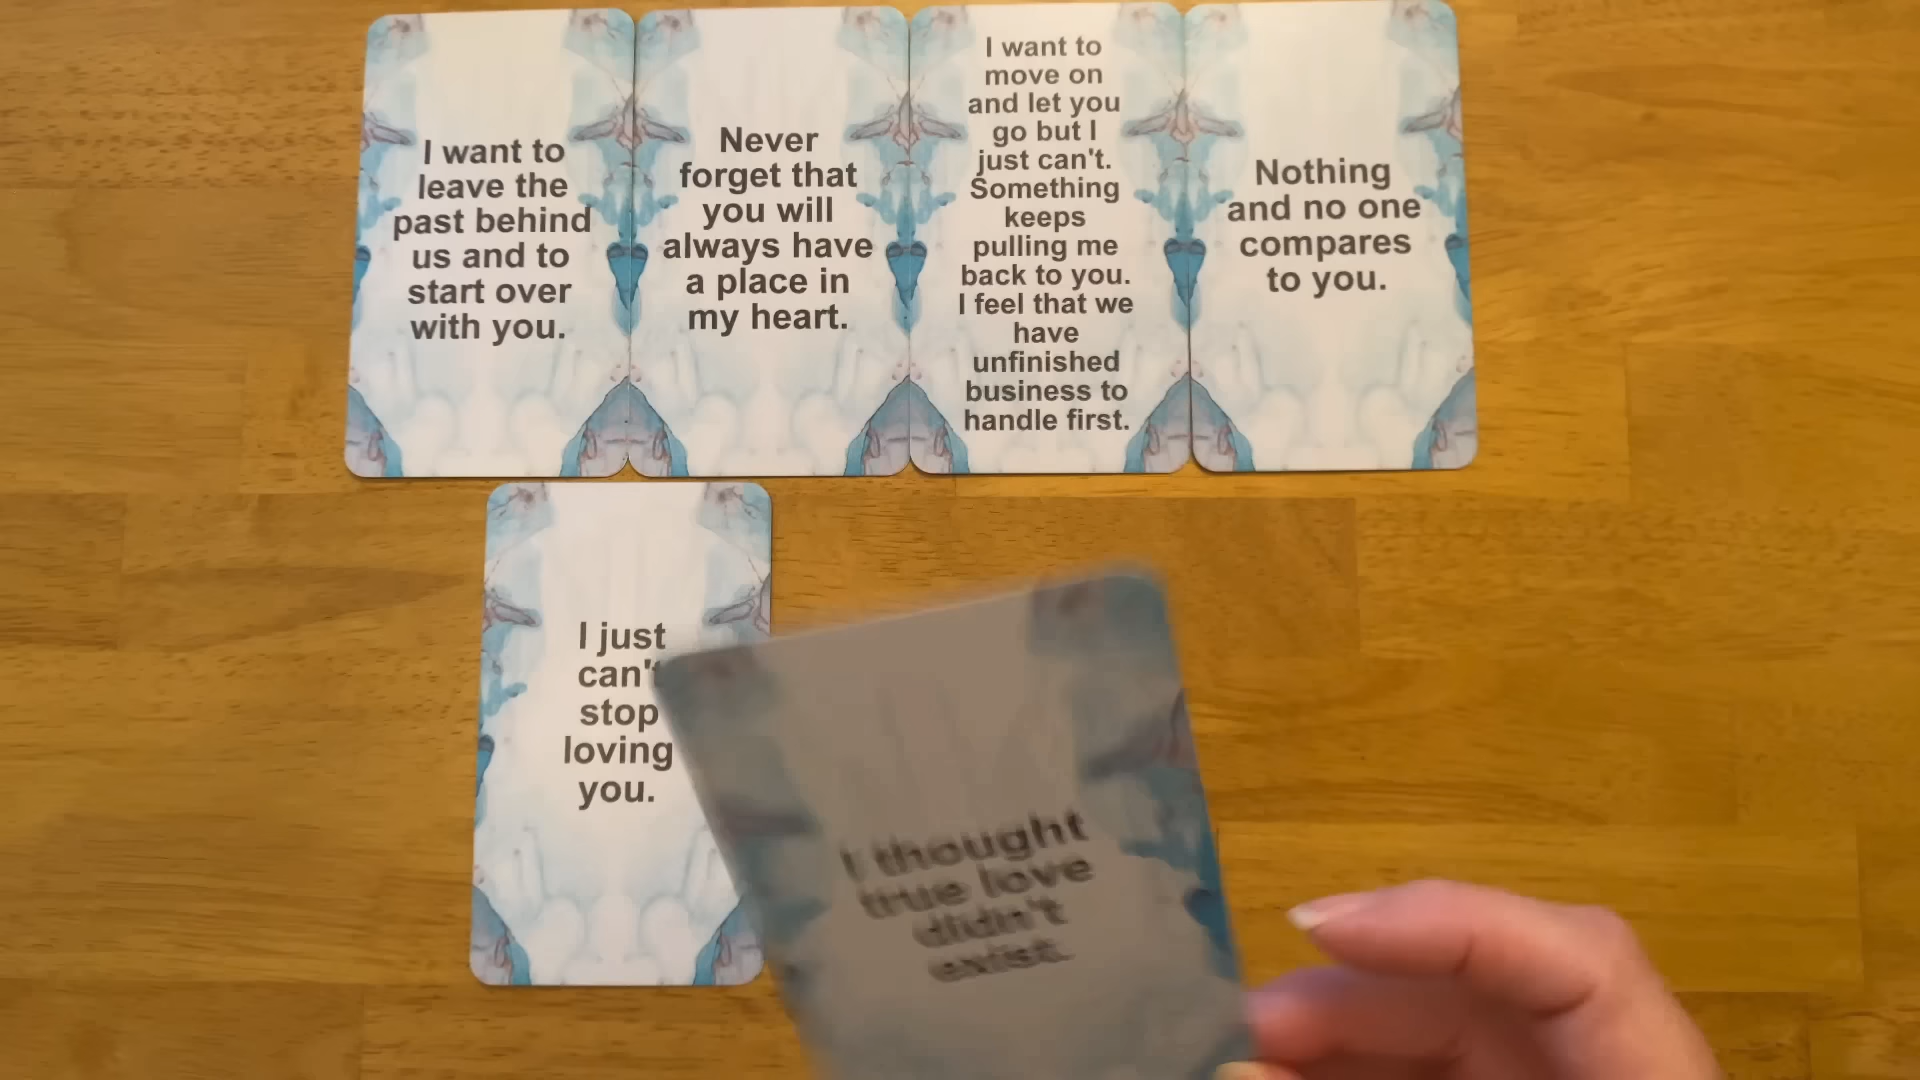 I want to
leave the
past behind
us and to
start over
with you.
Never
forget that
you will
always have
a place in
my heart.
I want to
move on
and let you
go but I
just can't.
Something
keeps
pulling me
back to you.
I feel that we
have
unfinished
business to
handle first.
Nothing
and no one
compares
to you.
I just
can't
stop
loving
you.
I thought
true love
didn't
exist.